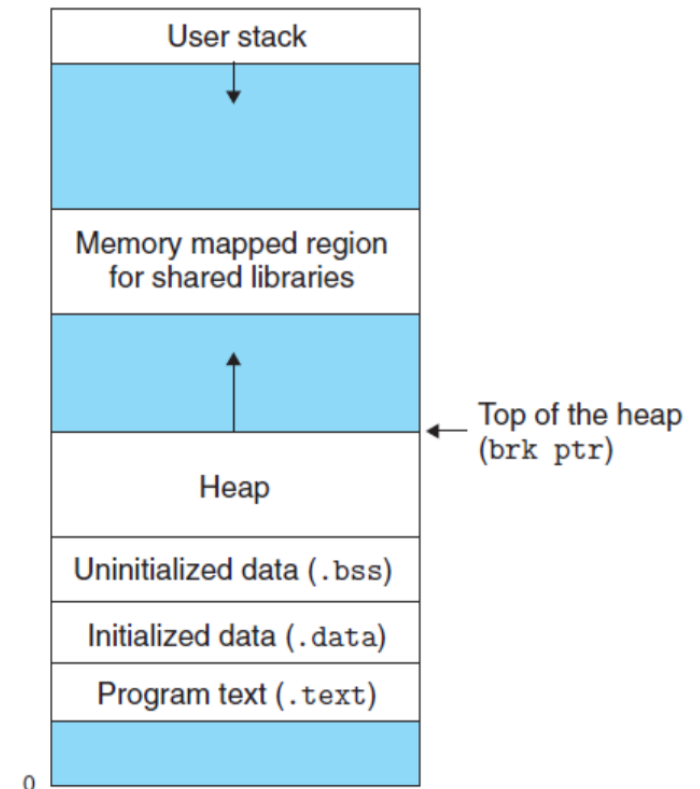 User stack
Memory mapped region
for shared libraries
Top of the heap
(brk ptr)
Heap
Uninitialized data (.bss)
Initialized data (.data)
Program text (.text)
0